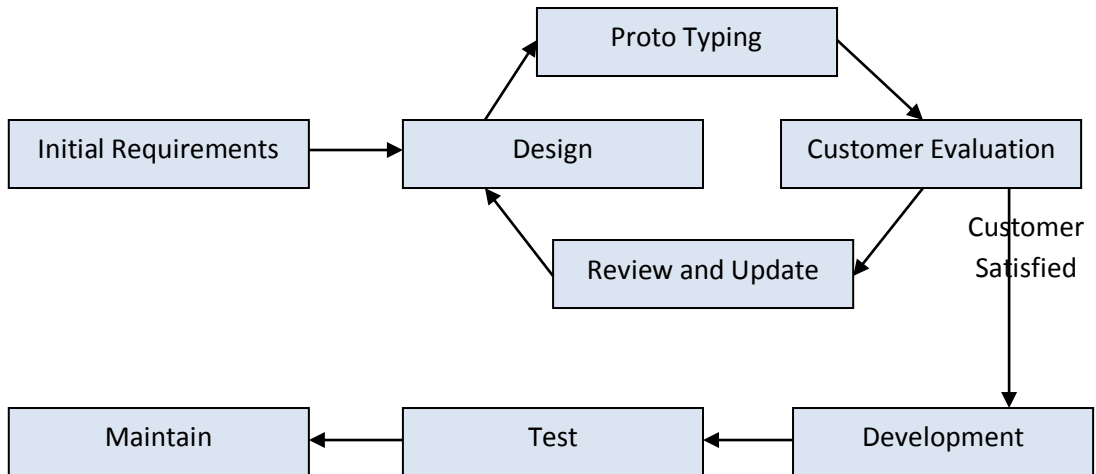 Proto Typing
Initial Requirements
Design
Customer Evaluation
Customer
Satisfied
Review and Update
Maintain
Test
Development